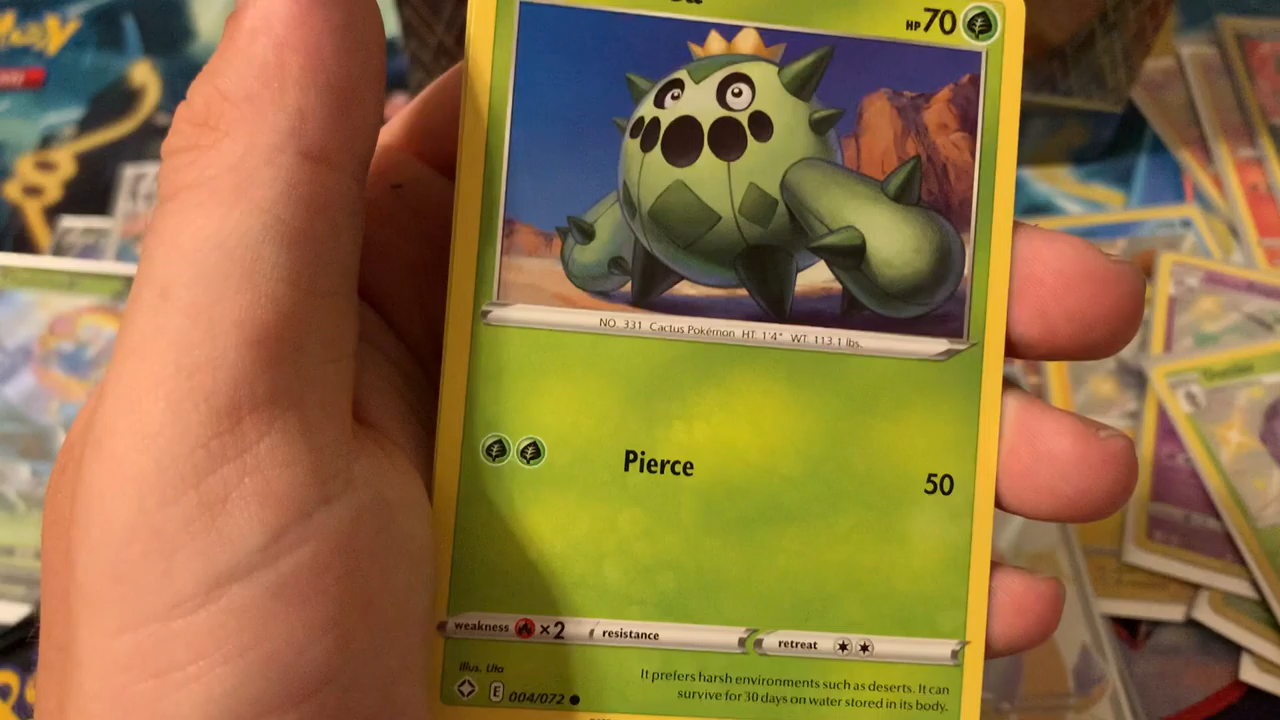 HP 70
NO. 331 Cactus Pokémon HT: 1'4" WT: 113.1 lbs.
Pierce 50
weakness ×2 resistance retreat
Illus. Uta
It prefers harsh environments such as deserts. It can
survive for 30 days on water stored in its body.
E 004/072